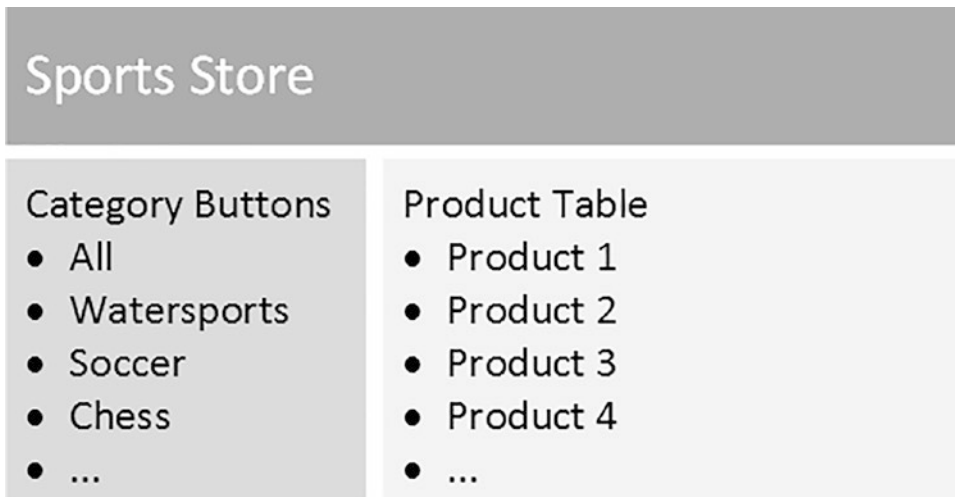 Sports Store
Category Buttons
• All
• Watersports
• Soccer
• Chess
• ...
Product Table
• Product 1
• Product 2
• Product 3
• Product 4
• ...